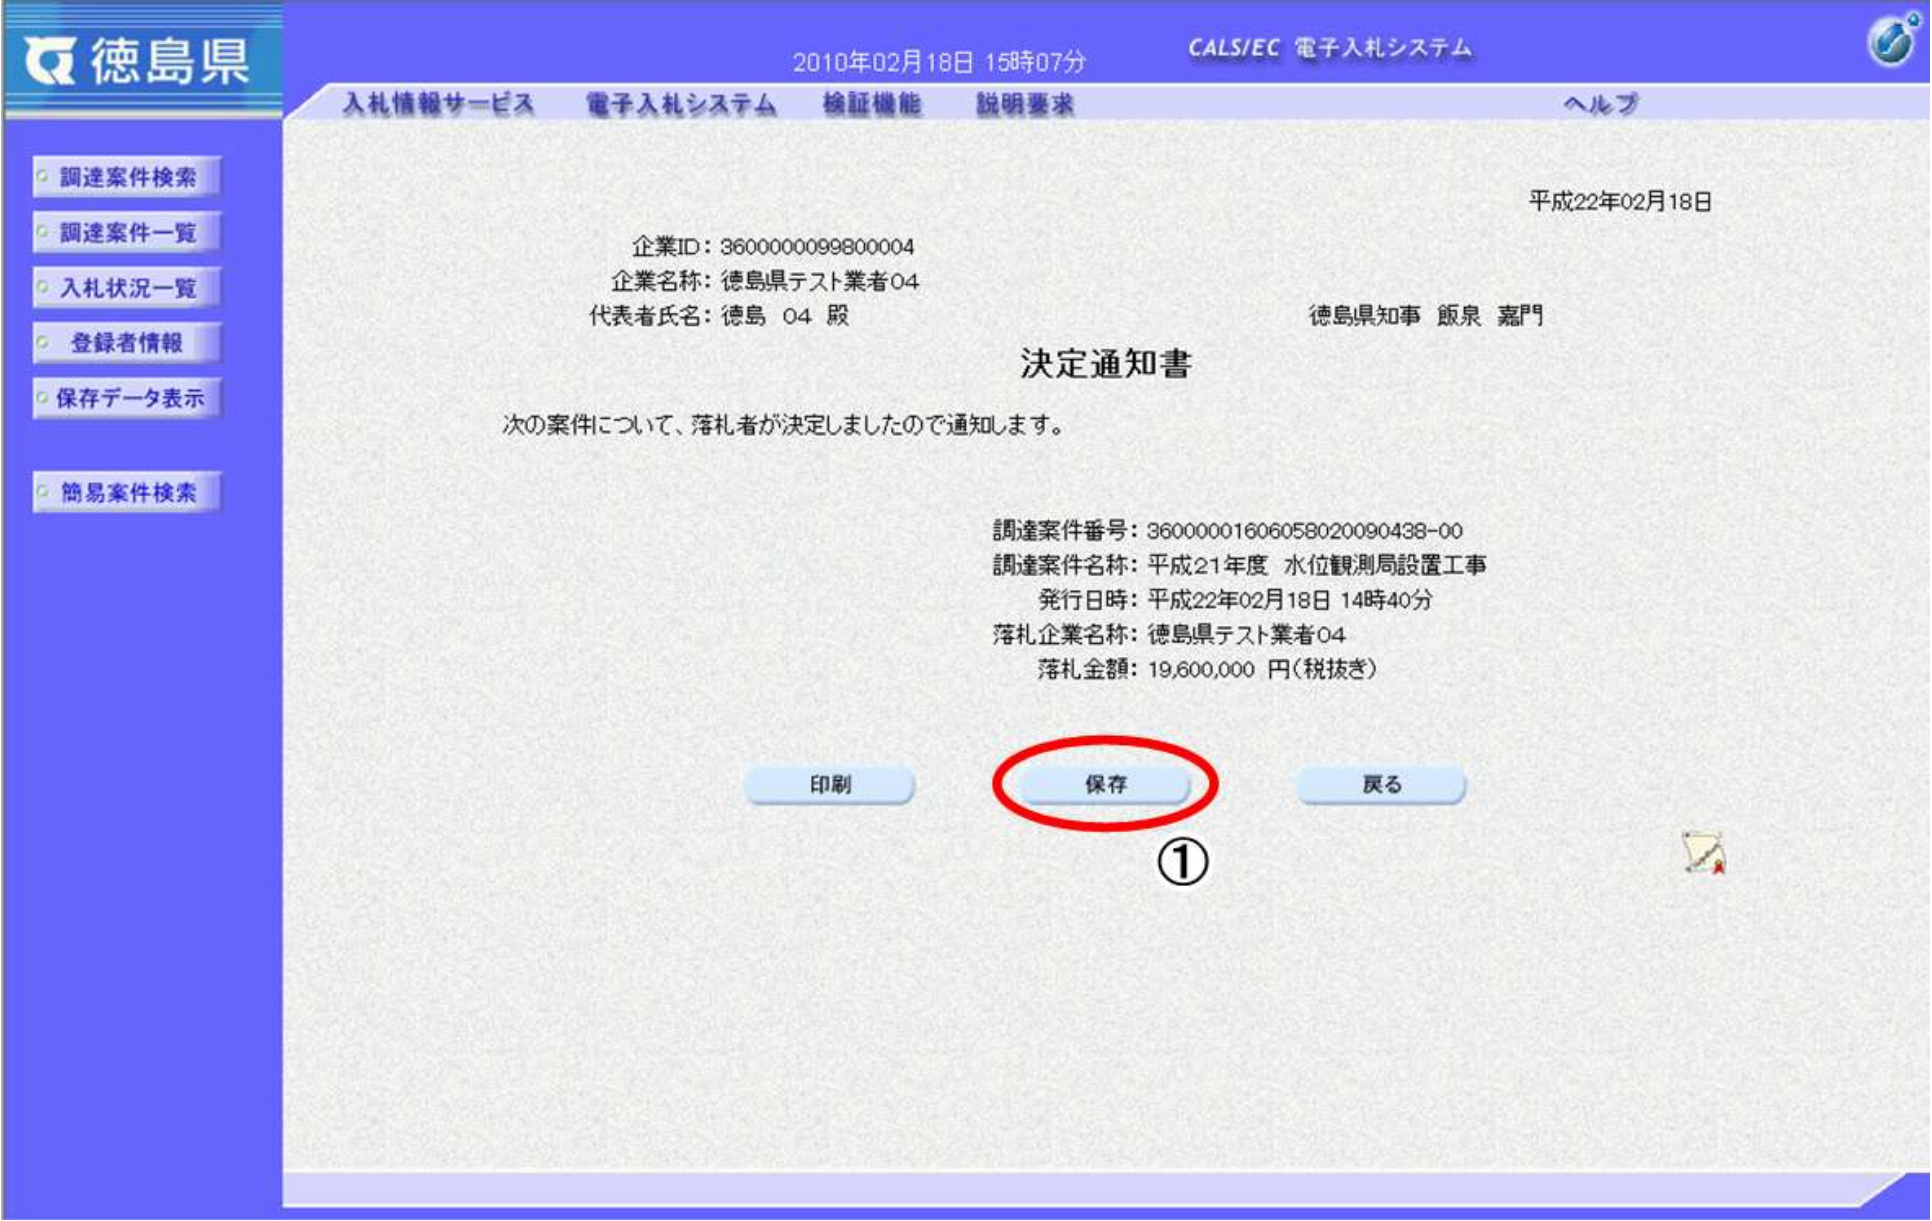 徳島県
2010年02月18日 15時07分
CALS/EC 電子入札システム
入札情報サービス 電子入札システム 検証機能 説明要求 ヘルプ
調達案件検索
調達案件一覧
入札状況一覧
登録者情報
保存データ表示
簡易案件検索
平成22年02月18日
企業ID：3600000099800004
企業名称：徳島県テスト業者04
代表者氏名：徳島 04 殿
徳島県知事 飯泉 嘉門
決定通知書
次の案件について、落札者が決定しましたので通知します。
調達案件番号：3600000160605802009​0438-00
調達案件名称：平成21年度 水位観測局設置工事
発行日時：平成22年02月18日 14時40分
落札企業名称：徳島県テスト業者04
落札金額：19,600,000 円(税抜き)
印刷 保存 戻る
①